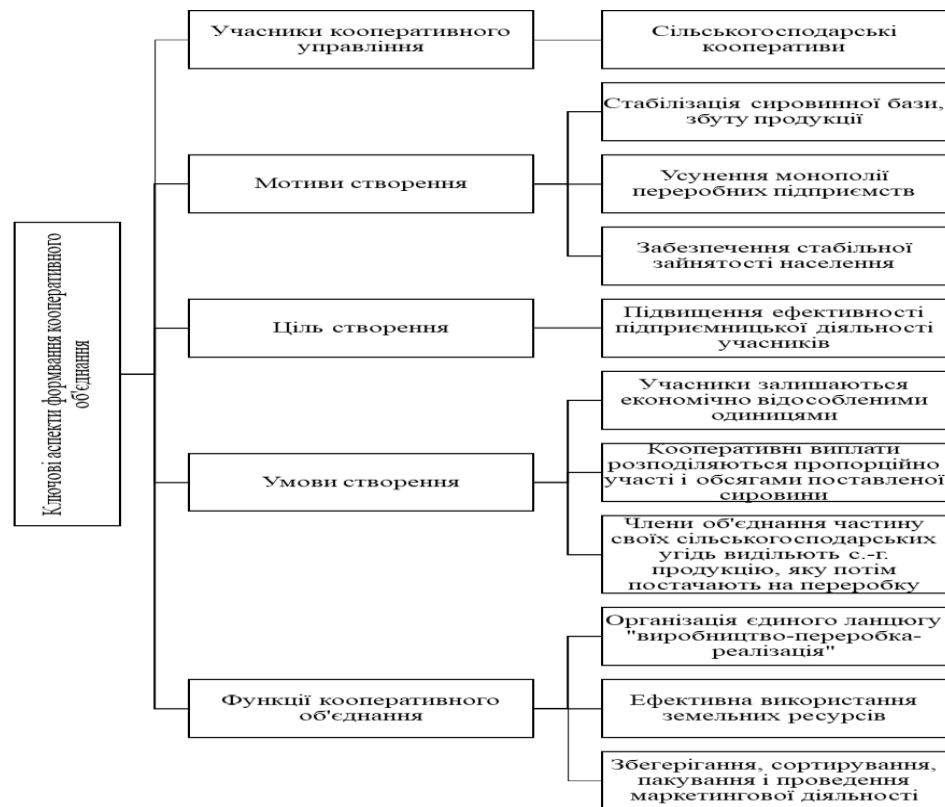 Ключові аспекти формвання кооперативного
об'єднання
Учасники кооперативного
управління
Сільськогосподарські
кооперативи
Мотиви створення
Стабілізація сировинної бази,
збуту продукції
Усунення монополії
переробних підприємств
Забезпечення стабільної
зайнятості населення
Ціль створення
Підвищення ефективності
підприємницької діяльності
учасників
Умови створення
Учасники залишаються
економічно відособленими
одиницями
Кооперативні виплати
розподіляються пропорційно
участі і обсягами поставленої
сировини
Члени об'єднання частину
своїх сільськогосподарських
угідь видільють с.-г.
продукцію, яку потім
постачають на переробку
Функції кооперативного
об'єднання
Організація єдиного ланцюгу
"виробництво-переробка-
реалізація"
Ефективна використання
земельних ресурсів
Збегерігання, сортирування,
пакування і проведення
маркетингової діяльності